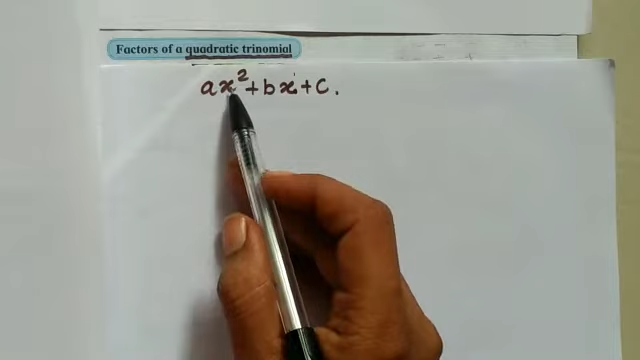 Factors of a quadratic trinomial
ax²+bx+c.